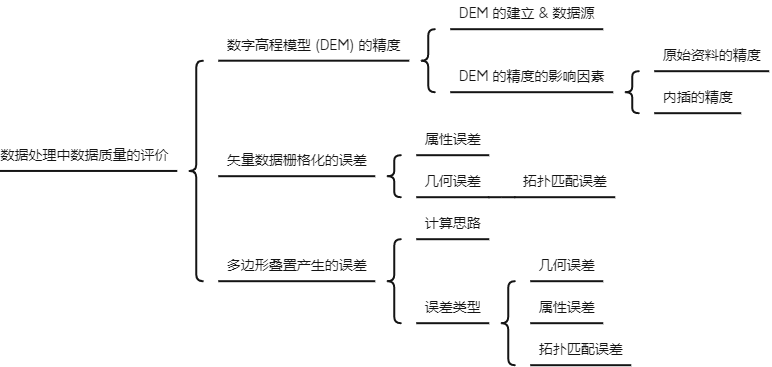 数据处理中数据质量的评价
数字高程模型 (DEM) 的精度
DEM 的建立 & 数据源
DEM 的精度的影响因素
原始资料的精度
内插的精度
矢量数据栅格化的误差
属性误差
几何误差
拓扑匹配误差
多边形叠置产生的误差
计算思路
误差类型
几何误差
属性误差
拓扑匹配误差